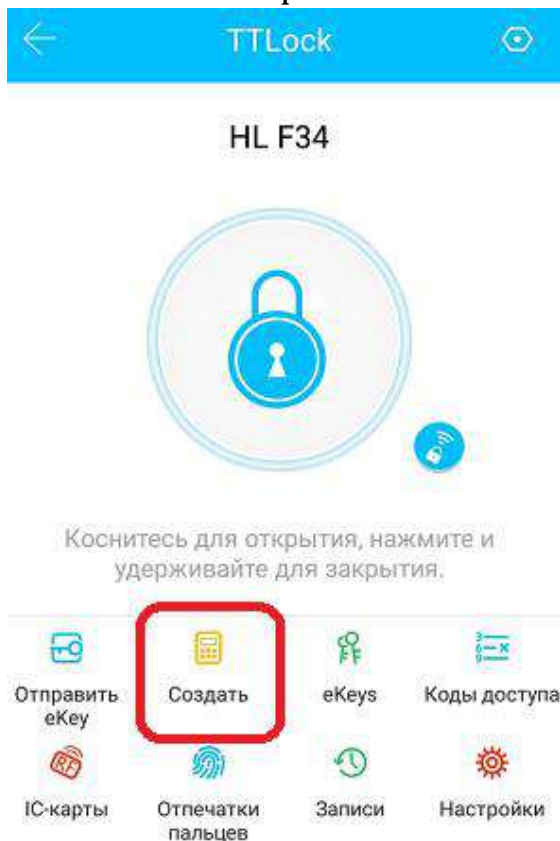 TTLock
HL F34
Коснитесь для открытия, нажмите и
удерживайте для закрытия.
Отправить
eKey
Создать
eKeys
Коды доступа
IC-карты
Отпечатки
пальцев
Записи
Настройки